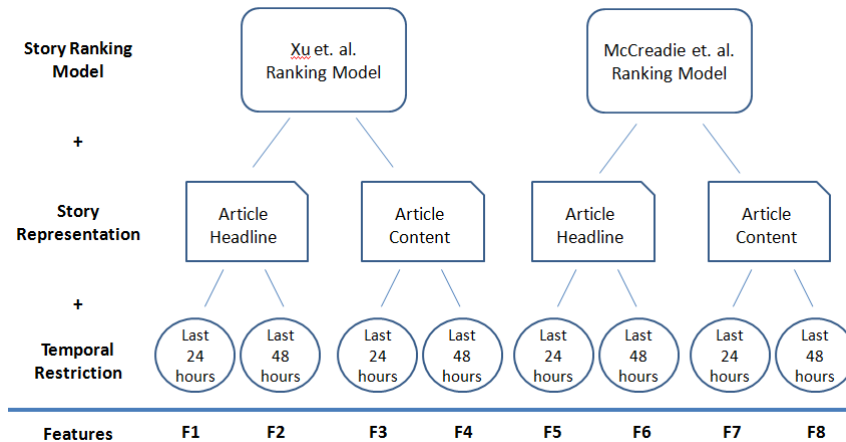 Story Ranking
Model
Xu et. al.
Ranking Model
McCreadie et. al.
Ranking Model
+
Story
Representation
Article
Headline
Article
Content
Article
Headline
Article
Content
+
Temporal
Restriction
Last
24
hours
Last
48
hours
Last
24
hours
Last
48
hours
Last
24
hours
Last
48
hours
Last
24
hours
Last
48
hours
Features F1 F2 F3 F4 F5 F6 F7 F8